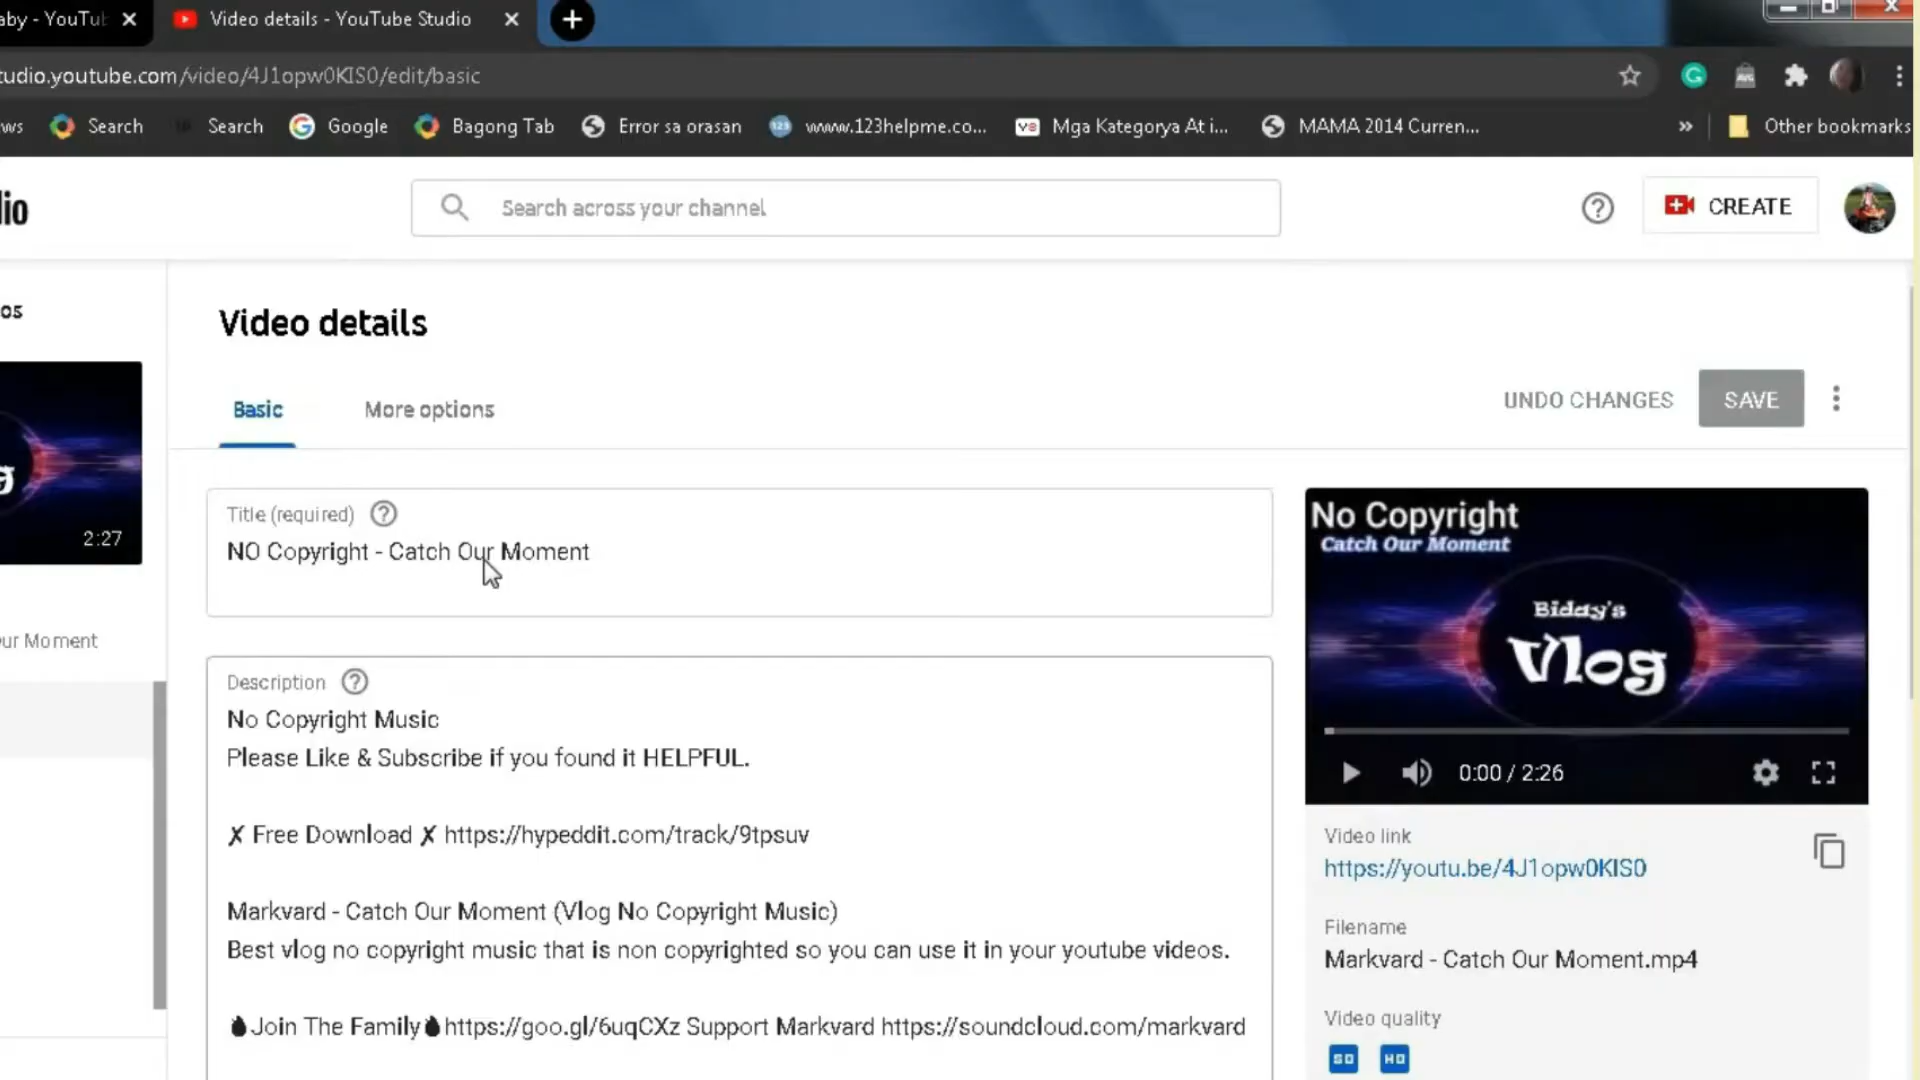 aby - YouTub
Video details - YouTube Studio
tudio.youtube.com/video/4J1opw0KIS0/edit/basic
ws
Search
Search
Google
Bagong Tab
Error sa orasan
www.123helpme.co...
Mga Kategorya At i...
MAMA 2014 Curren...
»
Other bookmarks
dio
Search across your channel
CREATE
os
Video details
Basic
More options
UNDO CHANGES
SAVE
g
2:27
Our Moment
Title (required)
NO Copyright - Catch Our Moment
Description
No Copyright Music
Please Like & Subscribe if you found it HELPFUL.
✗ Free Download ✗ https://hypeddit.com/track/9tpsuv
Markvard - Catch Our Moment (Vlog No Copyright Music)
Best vlog no copyright music that is non copyrighted so you can use it in your youtube videos.
Join The Family https://goo.gl/6uqCXz Support Markvard https://soundcloud.com/markvard
No Copyright
Catch Our Moment
Biday's
Vlog
0:00 / 2:26
Video link
https://youtu.be/4J1opw0KIS0
Filename
Markvard - Catch Our Moment.mp4
Video quality
SD HD